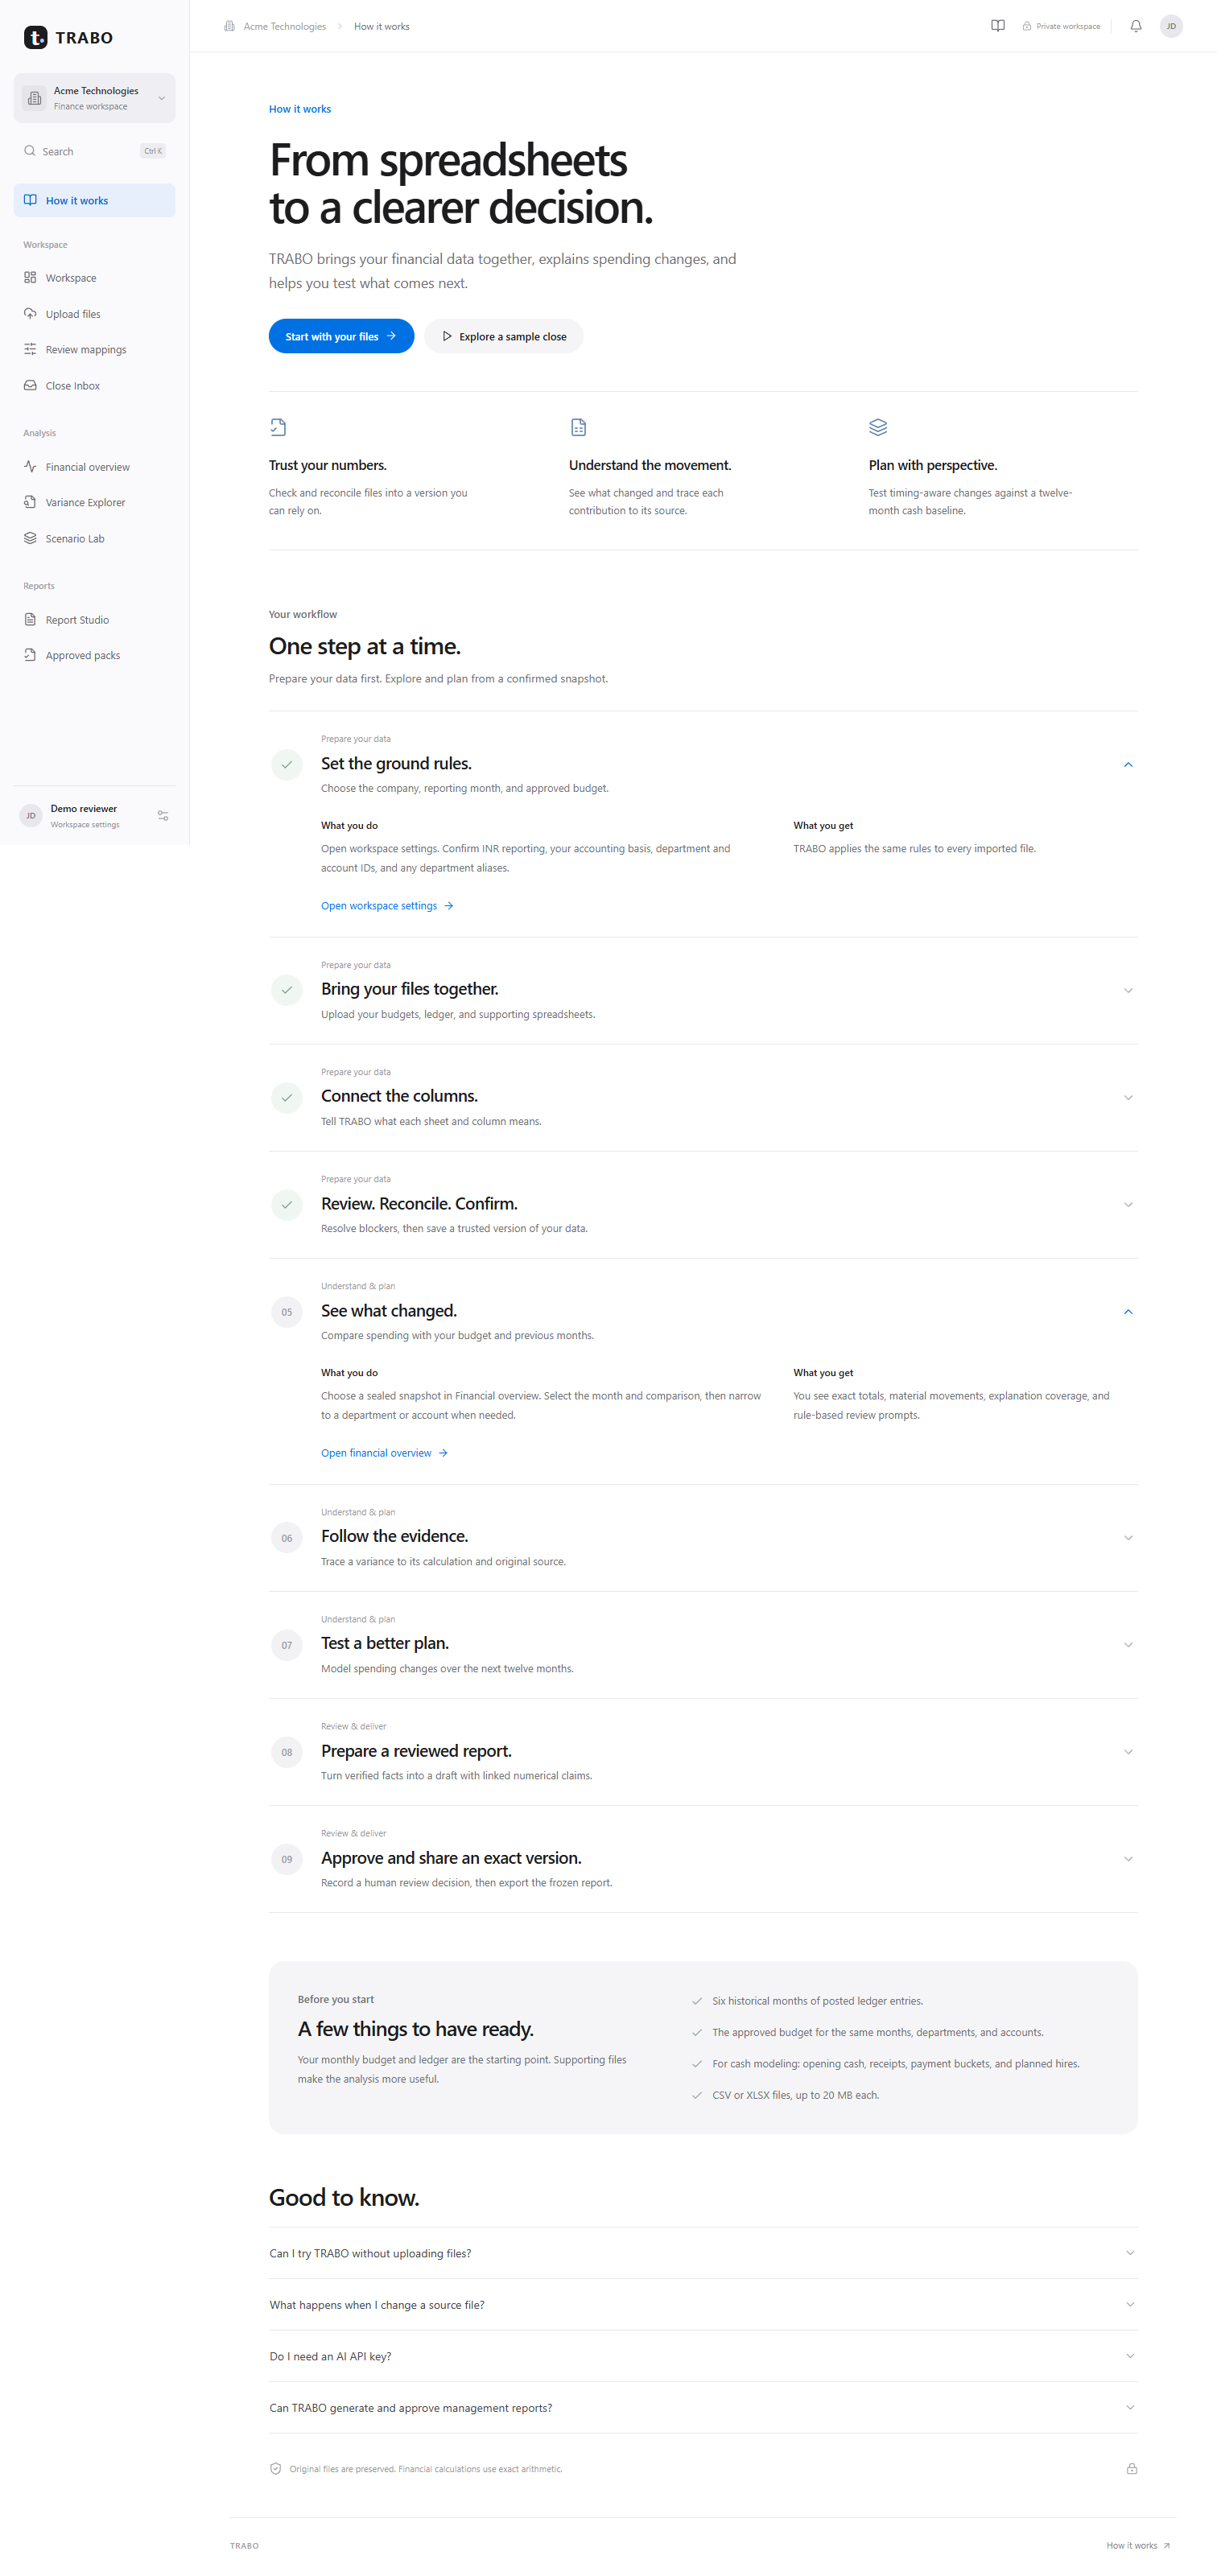 t. TRABO
Acme Technologies
Finance workspace
Search
Ctrl K
How it works
Workspace
Workspace
Upload files
Review mappings
Close Inbox
Analysis
Financial overview
Variance Explorer
Scenario Lab
Reports
Report Studio
Approved packs
JD
Demo reviewer
Workspace settings
Acme Technologies
How it works
Private workspace
JD
How it works
From spreadsheets
to a clearer decision.
TRABO brings your financial data together, explains spending changes, and
helps you test what comes next.
Start with your files
Explore a sample close
Trust your numbers.
Check and reconcile files into a version you
can rely on.
Understand the movement.
See what changed and trace each
contribution to its source.
Plan with perspective.
Test timing-aware changes against a twelve-
month cash baseline.
Your workflow
One step at a time.
Prepare your data first. Explore and plan from a confirmed snapshot.
Prepare your data
Set the ground rules.
Choose the company, reporting month, and approved budget.
What you do
Open workspace settings. Confirm INR reporting, your accounting basis, department and
account IDs, and any department aliases.
What you get
TRABO applies the same rules to every imported file.
Open workspace settings
Prepare your data
Bring your files together.
Upload your budgets, ledger, and supporting spreadsheets.
Prepare your data
Connect the columns.
Tell TRABO what each sheet and column means.
Prepare your data
Review. Reconcile. Confirm.
Resolve blockers, then save a trusted version of your data.
Understand & plan
05
See what changed.
Compare spending with your budget and previous months.
What you do
Choose a sealed snapshot in Financial overview. Select the month and comparison, then narrow
to a department or account when needed.
What you get
You see exact totals, material movements, explanation coverage, and
rule-based review prompts.
Open financial overview
Understand & plan
06
Follow the evidence.
Trace a variance to its calculation and original source.
Understand & plan
07
Test a better plan.
Model spending changes over the next twelve months.
Review & deliver
08
Prepare a reviewed report.
Turn verified facts into a draft with linked numerical claims.
Review & deliver
09
Approve and share an exact version.
Record a human review decision, then export the frozen report.
Before you start
A few things to have ready.
Your monthly budget and ledger are the starting point. Supporting files
make the analysis more useful.
Six historical months of posted ledger entries.
The approved budget for the same months, departments, and accounts.
For cash modeling: opening cash, receipts, payment buckets, and planned hires.
CSV or XLSX files, up to 20 MB each.
Good to know.
Can I try TRABO without uploading files?
What happens when I change a source file?
Do I need an AI API key?
Can TRABO generate and approve management reports?
Original files are preserved. Financial calculations use exact arithmetic.
TRABO
How it works